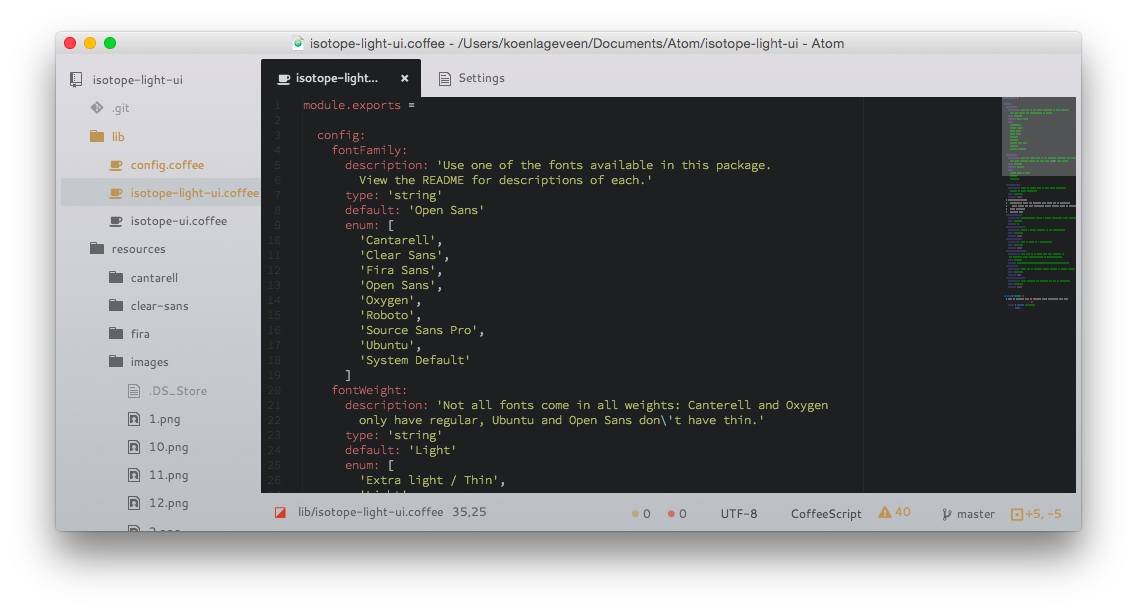 isotope-light-ui.coffee - /Users/koenlageveen/Documents/Atom/isotope-light-ui - Atom
isotope-light-ui
.git
lib
config.coffee
isotope-light-ui.coffee
isotope-ui.coffee
resources
cantarell
clear-sans
fira
images
.DS_Store
1.png
10.png
11.png
12.png
2.png
isotope-light... ×
Settings
1 module.exports =
2
3 config:
4 fontFamily:
5 description: 'Use one of the fonts available in this package.
6 View the README for descriptions of each.'
7 type: 'string'
8 default: 'Open Sans'
9 enum: [
10 'Cantarell',
11 'Clear Sans',
12 'Fira Sans',
13 'Open Sans',
14 'Oxygen',
15 'Roboto',
16 'Source Sans Pro',
17 'Ubuntu',
18 'System Default'
19 ]
20 fontWeight:
21 description: 'Not all fonts come in all weights: Canterell and Oxygen
22 only have regular, Ubuntu and Open Sans don\'t have thin.'
23 type: 'string'
24 default: 'Light'
25 enum: [
26 'Extra light / Thin',
lib/isotope-light-ui.coffee 35,25
0 0 UTF-8 CoffeeScript 40 master +5, -5